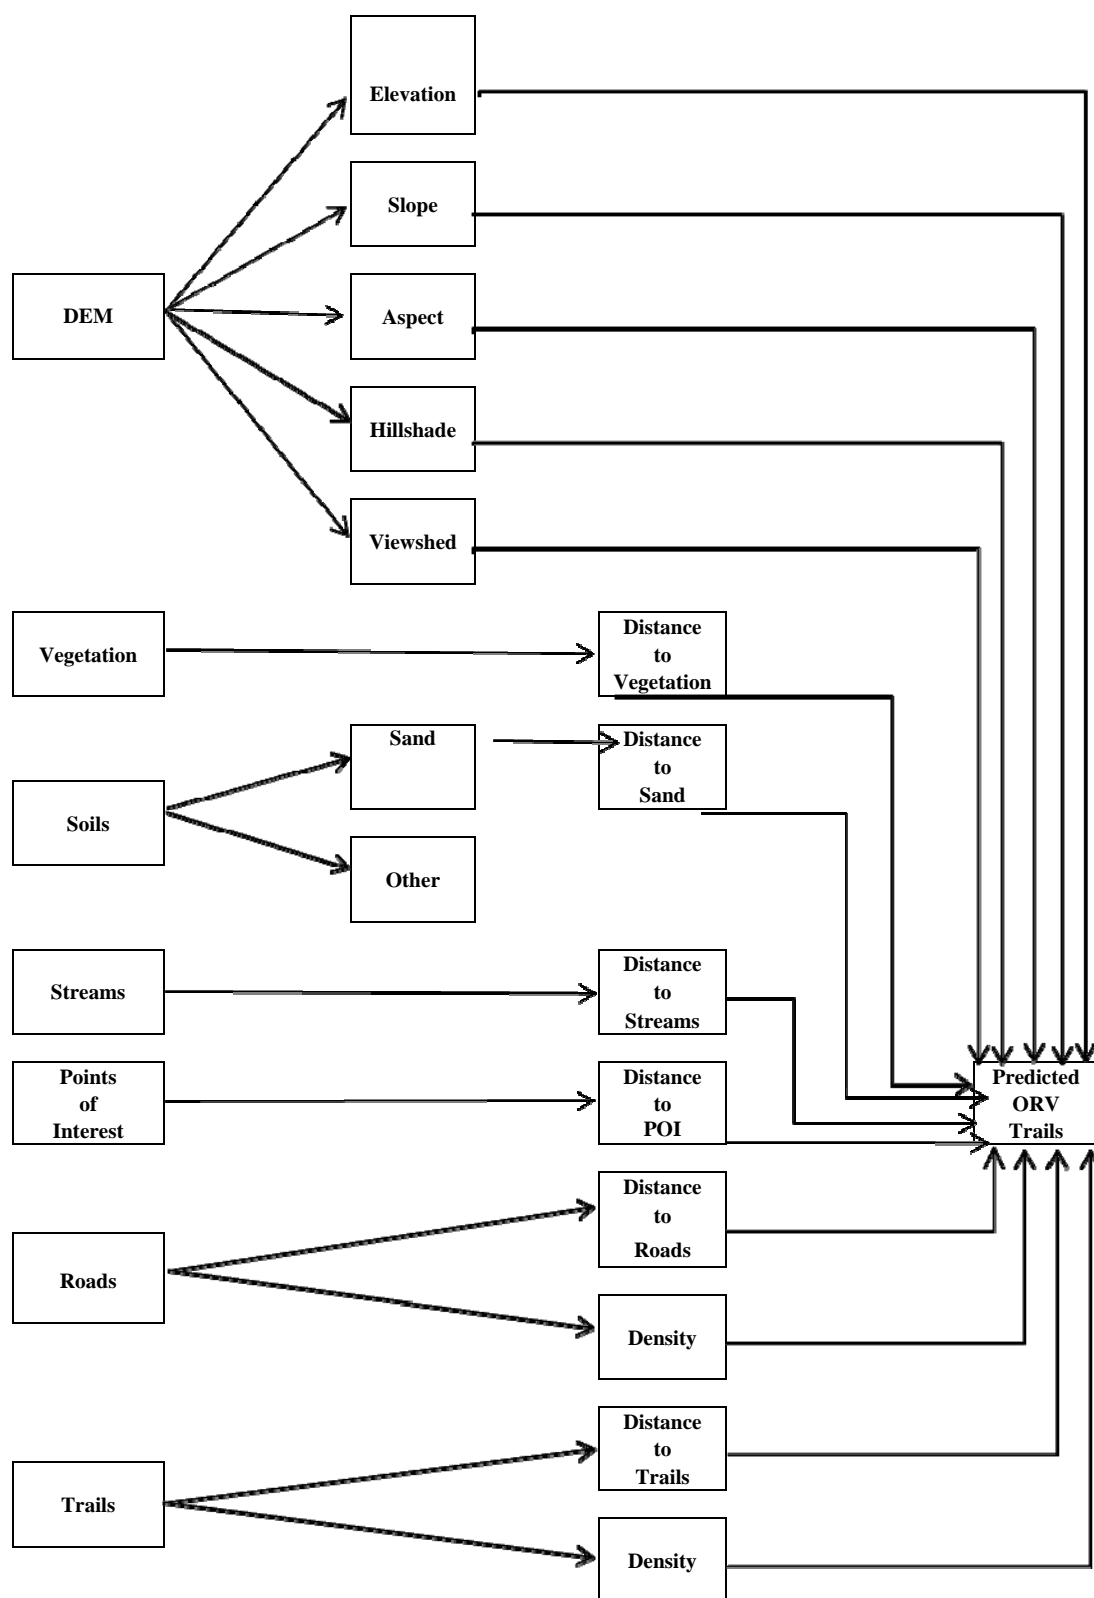 Elevation
Slope
DEM
Aspect
Hillshade
Viewshed
Vegetation
Distance
to
Vegetation
Soils
Sand
Distance
to
Sand
Other
Streams
Distance
to
Streams
Points
of
Interest
Distance
to
POI
Predicted
ORV
Trails
Roads
Distance
to
Roads
Density
Trails
Distance
to
Trails
Density